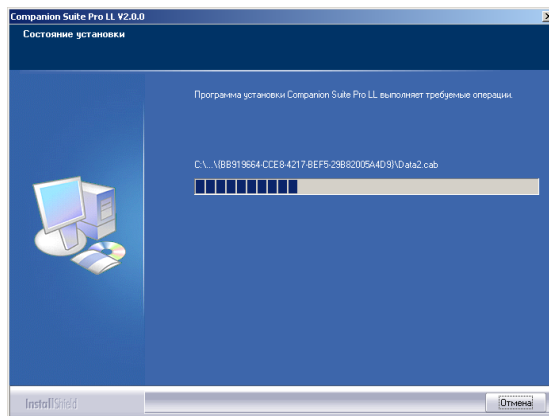 Companion Suite Pro LL V2.0.0
Состояние установки
Программа установки Companion Suite Pro LL выполняет требуемые операции.
C:\...\{BB919664-CCE8-4217-BEF5-29B82005A4D9}\Data2.cab
InstallShield
Отмена